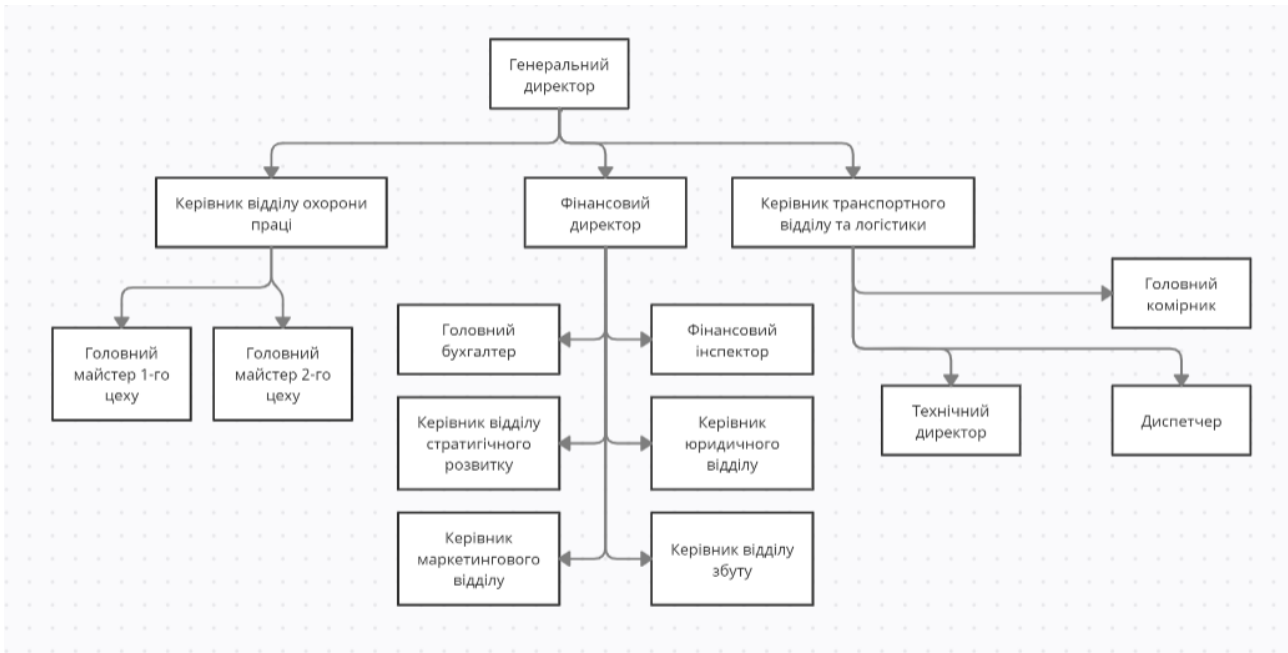 Генеральний
директор
Керівник відділу охорони
праці
Фінансовий
директор
Керівник транспортного
відділу та логістики
Головний
комірник
Головний
майстер 1-го
цеху
Головний
майстер 2-го
цеху
Головний
бухгалтер
Фінансовий
інспектор
Технічний
директор
Диспетчер
Керівник відділу
стратигічного
розвитку
Керівник
юридичного
відділу
Керівник
маркетингового
відділу
Керівник відділу
збуту